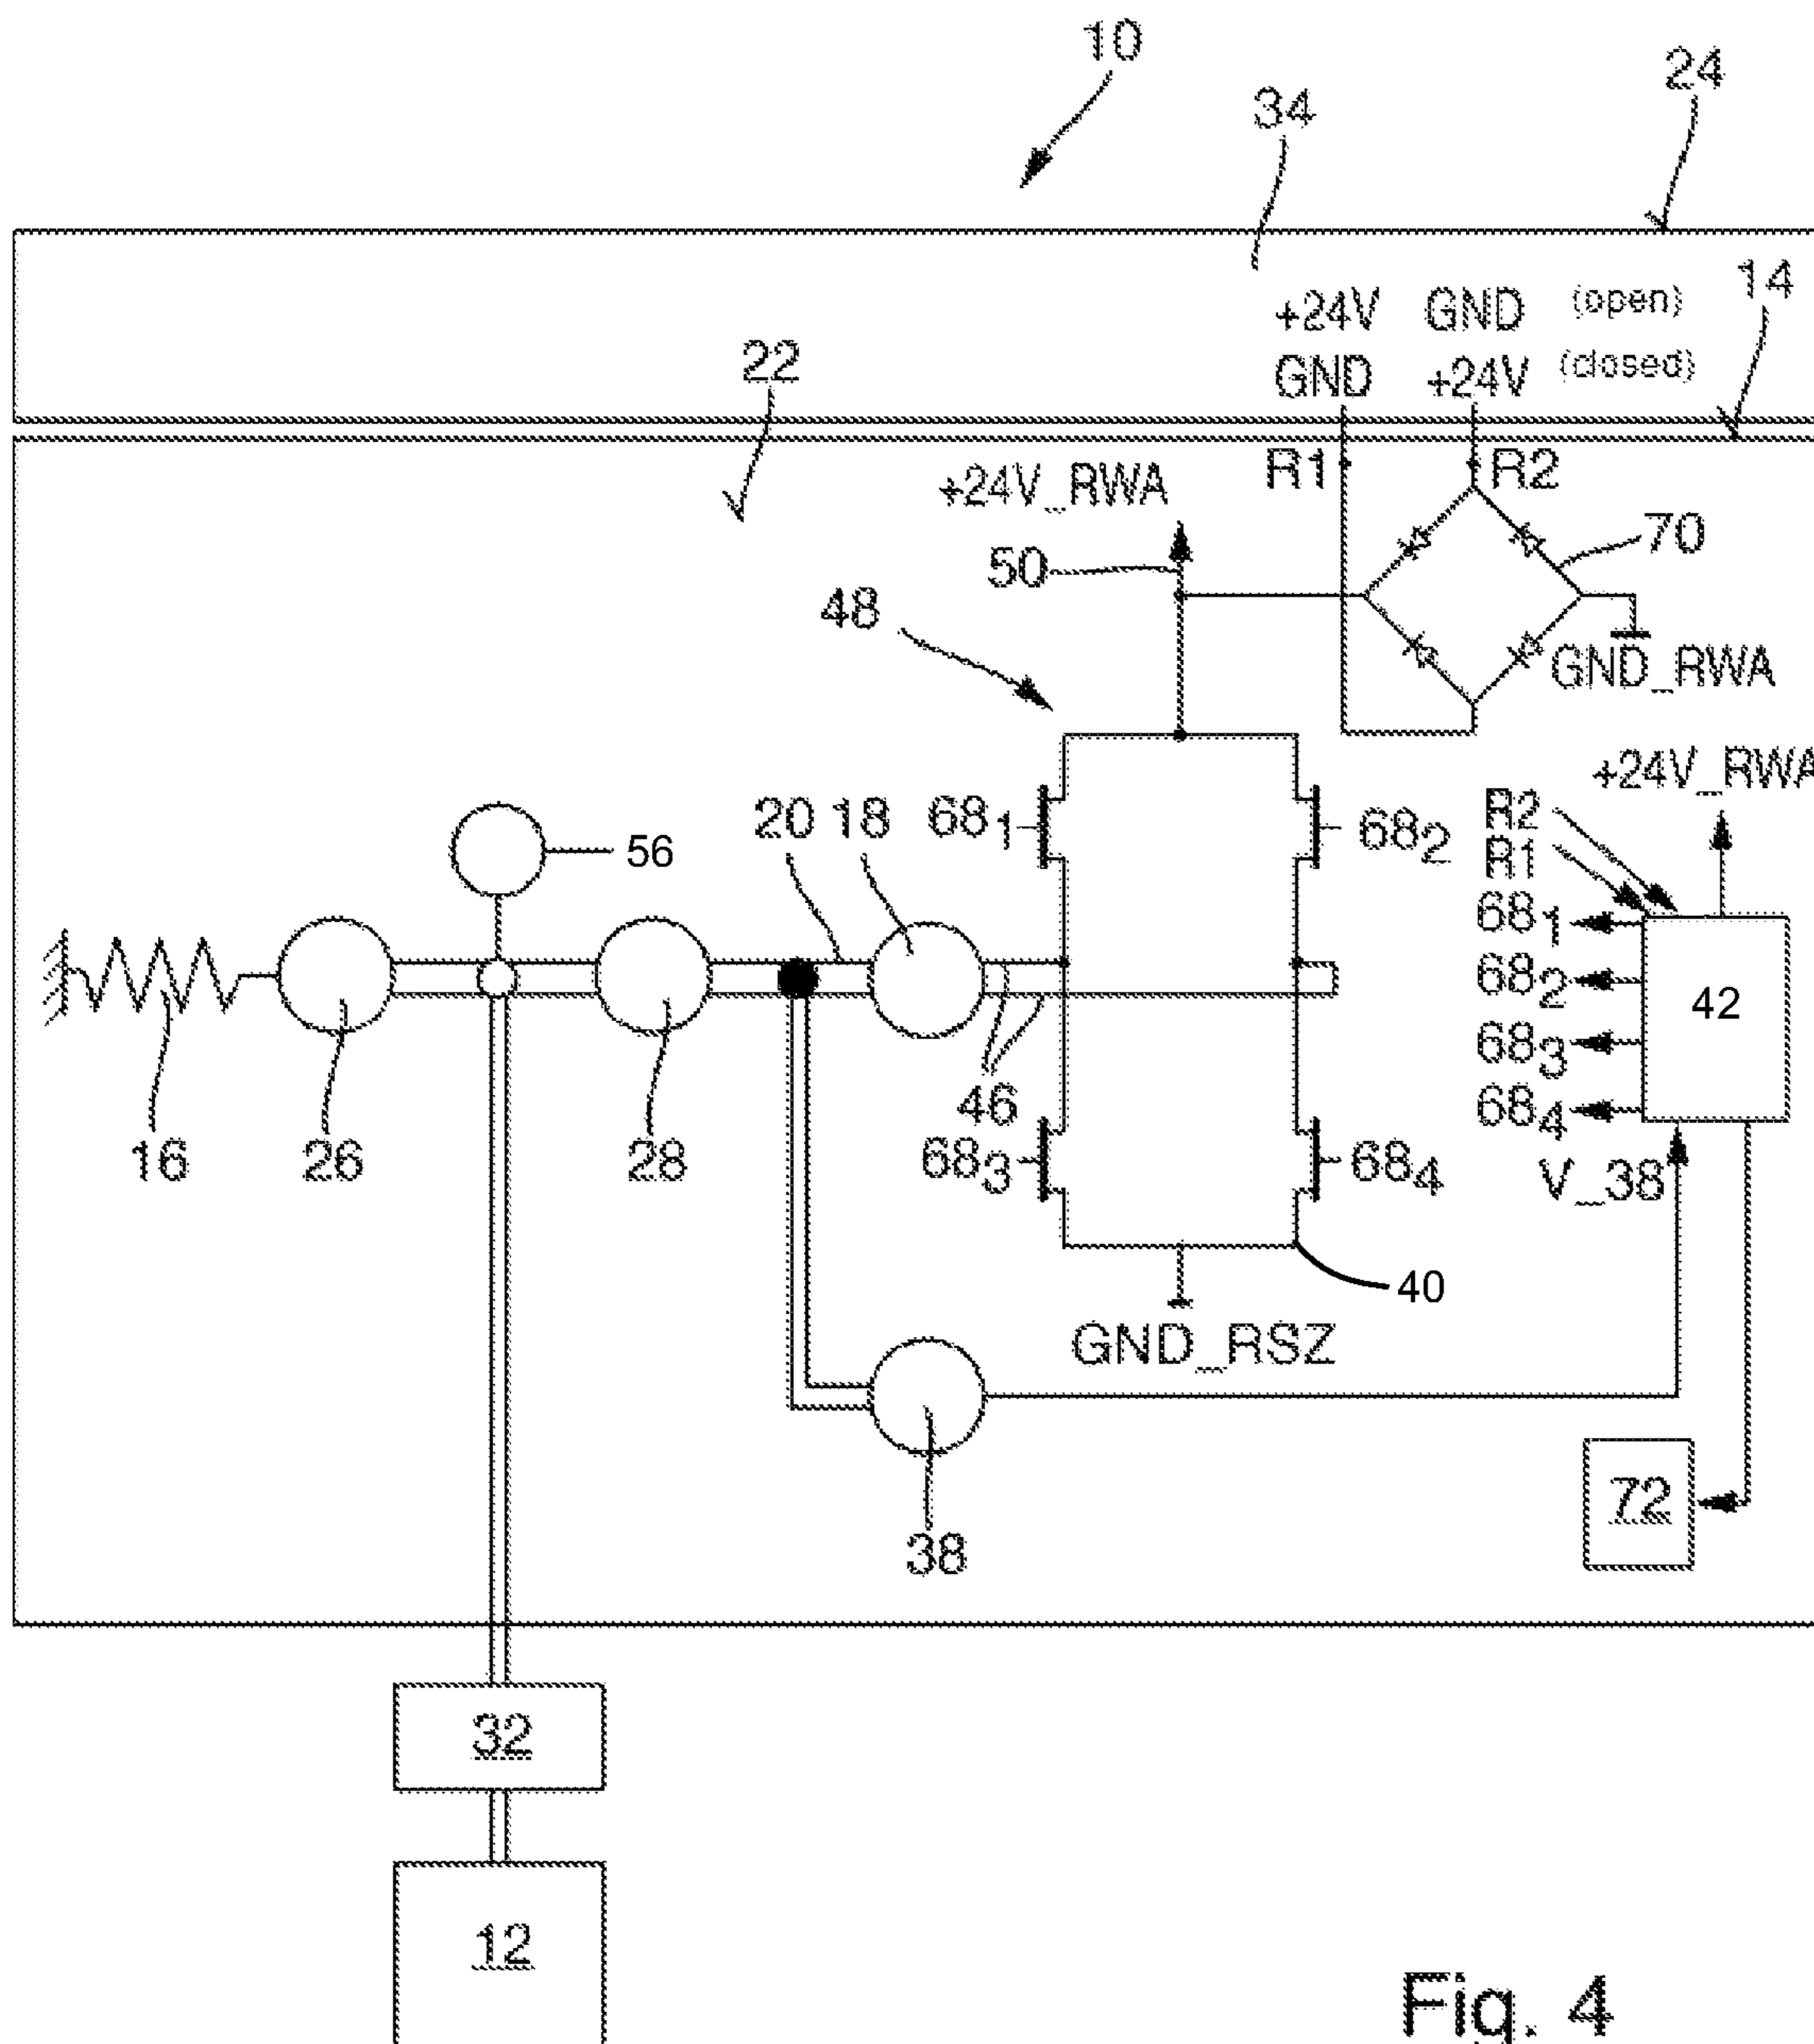 10
24
34
+24V GND (open)
14
22
GND +24V (closed)
+24V_RWA
R1
R2
50
70
48
GND_RWA
+24V_RWA
20
18
68₁
68₂
R2
R1
56
68₁
68₂
42
68₃
68₄
46
16
26
28
68₃
68₄
V_38
40
GND_RSZ
72
38
32
12
Fig. 4